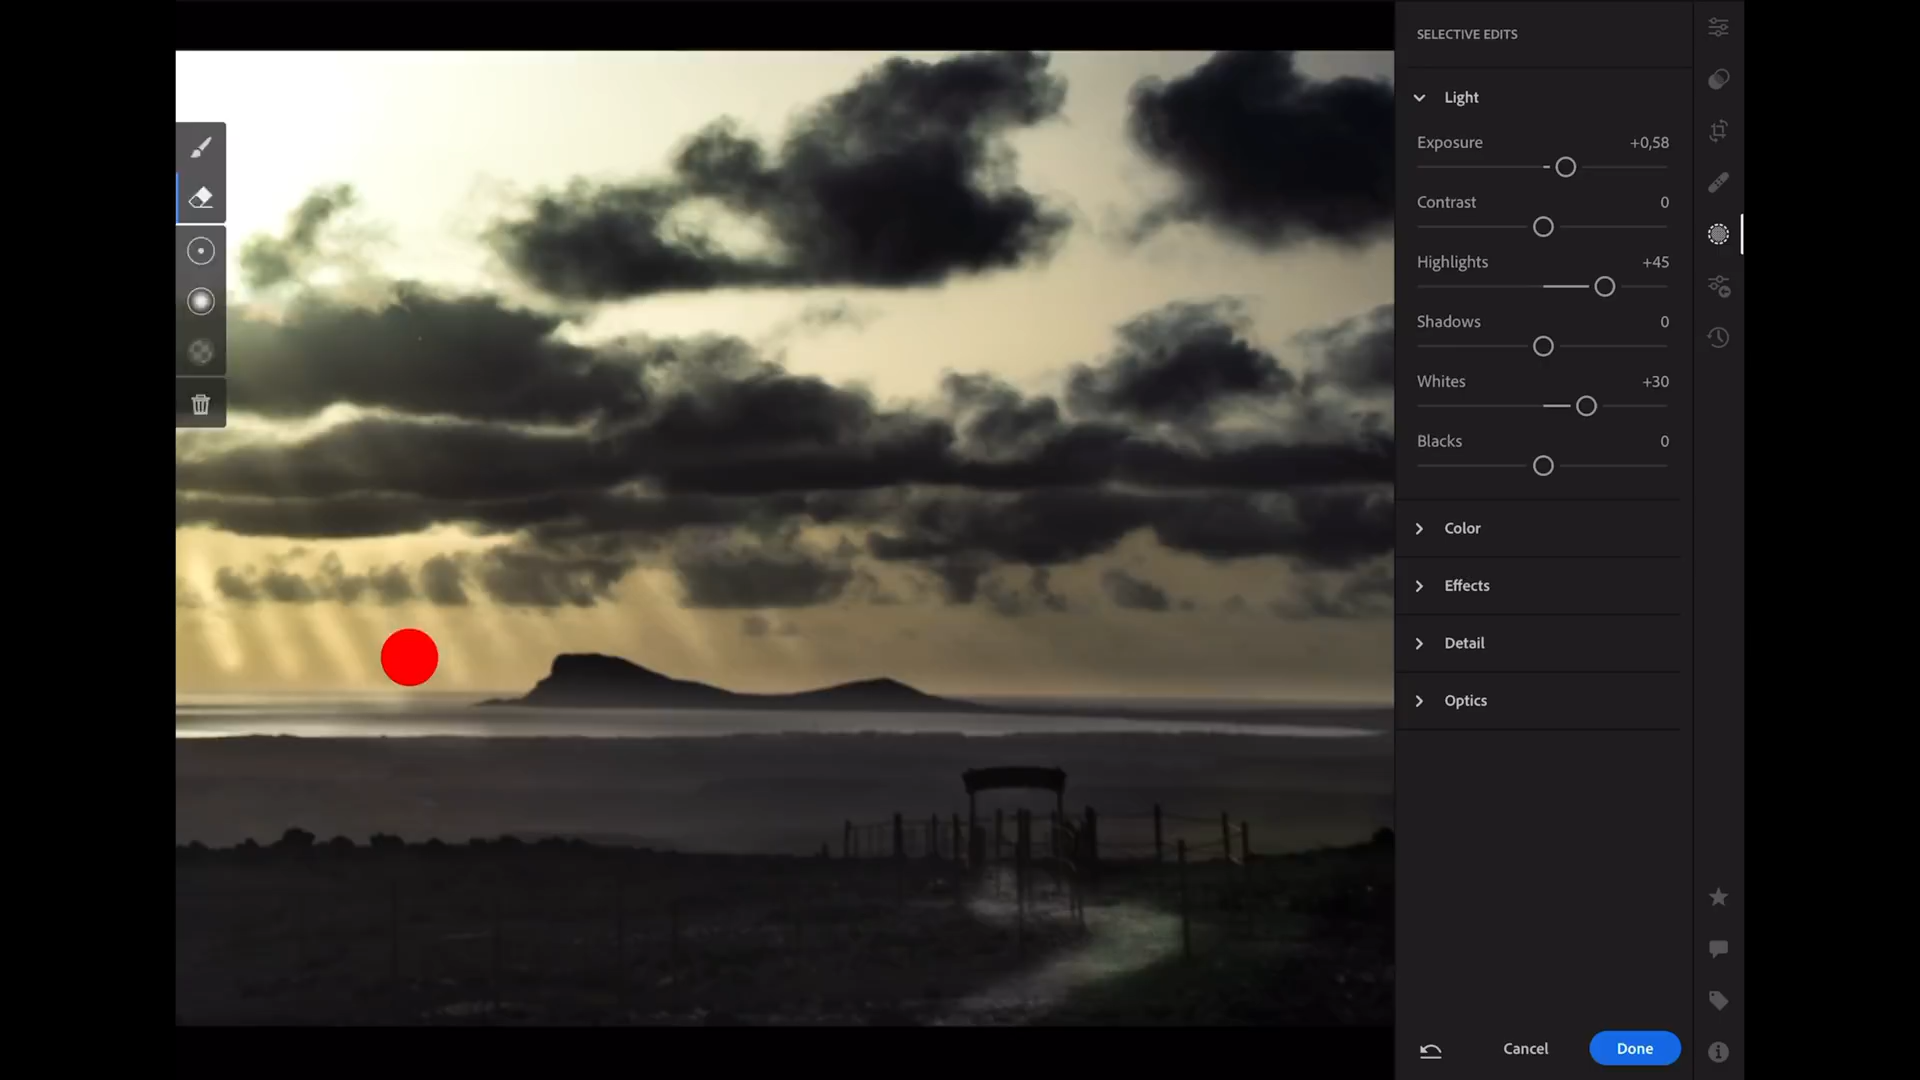 SELECTIVE EDITS
Light
Exposure +0,58
Contrast 0
Highlights +45
Shadows 0
Whites +30
Blacks 0
Color
Effects
Detail
Optics
Cancel Done